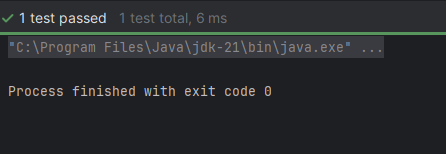 ✓ 1 test passed 1 test total, 6 ms
"C:\Program Files\Java\jdk-21\bin\java.exe" ...
Process finished with exit code 0